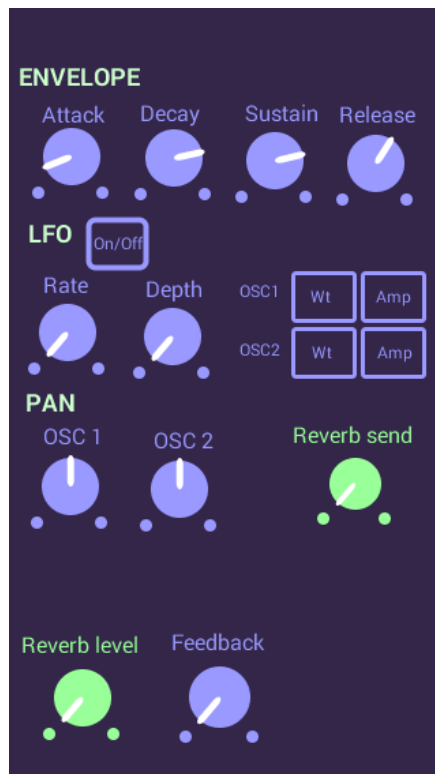 ENVELOPE
Attack Decay Sustain Release
LFO On/Off
Rate Depth OSC1 Wt Amp
OSC2 Wt Amp
PAN
OSC 1 OSC 2 Reverb send
Reverb level Feedback